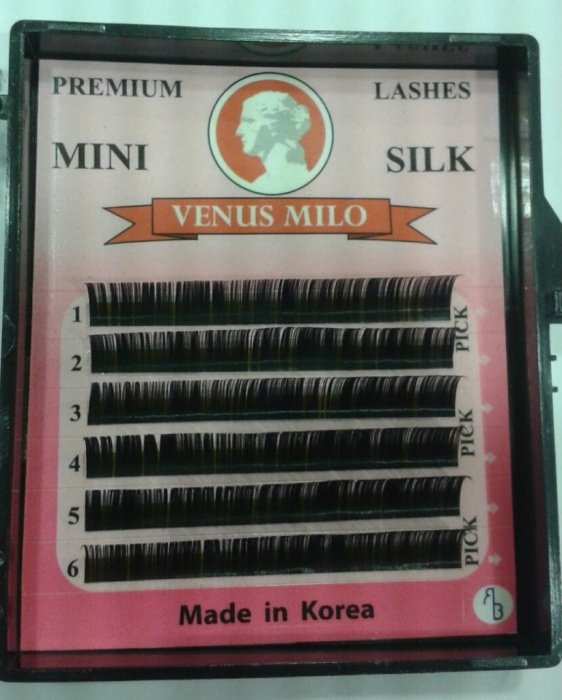 PREMIUM LASHES
MINI SILK
VENUS MILO
1
PICK
2
3
PICK
4
5
PICK
6
Made in Korea